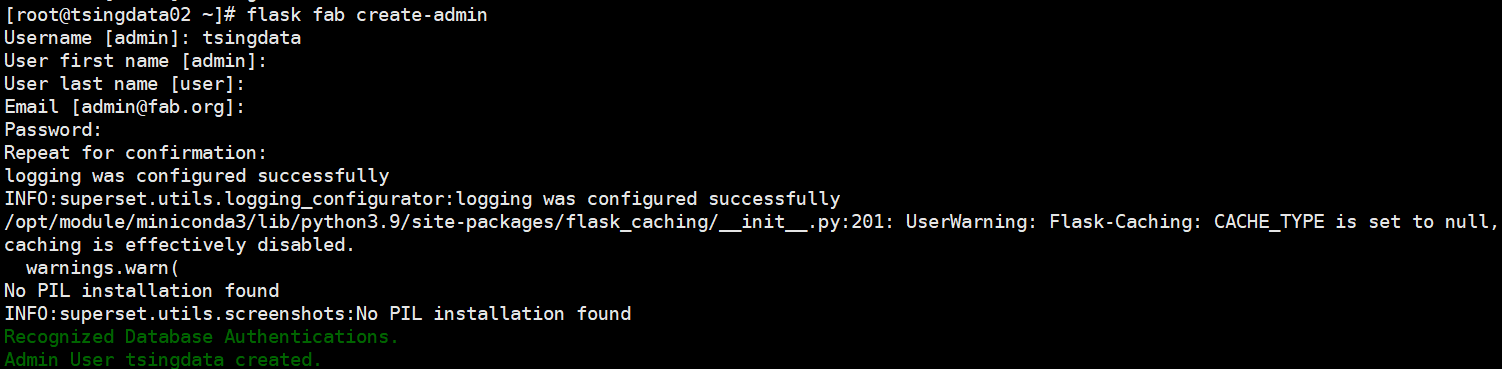 [root@tsingdata02 ~]# flask fab create-admin
Username [admin]: tsingdata
User first name [admin]:
User last name [user]:
Email [admin@fab.org]:
Password:
Repeat for confirmation:
logging was configured successfully
INFO:superset.utils.logging_configurator:logging was configured successfully
/opt/module/miniconda3/lib/python3.9/site-packages/flask_caching/__init__.py:201: UserWarning: Flask-Caching: CACHE_TYPE is set to null,
caching is effectively disabled.
  warnings.warn(
No PIL installation found
INFO:superset.utils.screenshots:No PIL installation found
Recognized Database Authentications.
Admin User tsingdata created.